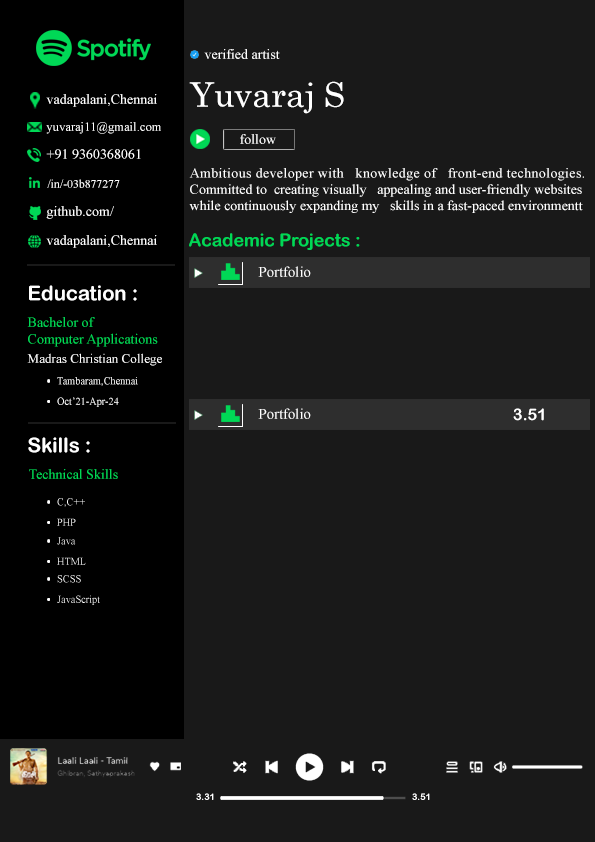 Spotify
vadapalani,Chennai
yuvaraj11@gmail.com
+91 9360368061
/in/-03b877277
github.com/
vadapalani,Chennai
Education :
Bachelor of
Computer Applications
Madras Christian College
Tambaram,Chennai
Oct'21-Apr-24
Skills :
Technical Skills
C,C++
PHP
Java
HTML
SCSS
JavaScript
verified artist
Yuvaraj S
follow
Ambitious developer with knowledge of front-end technologies.
Committed to creating visually appealing and user-friendly websites
while continuously expanding my skills in a fast-paced environmentt
Academic Projects :
Portfolio
Portfolio 3.51
Laali Laali - Tamil
Ghibran, Sathyaprakash
3.31 3.51